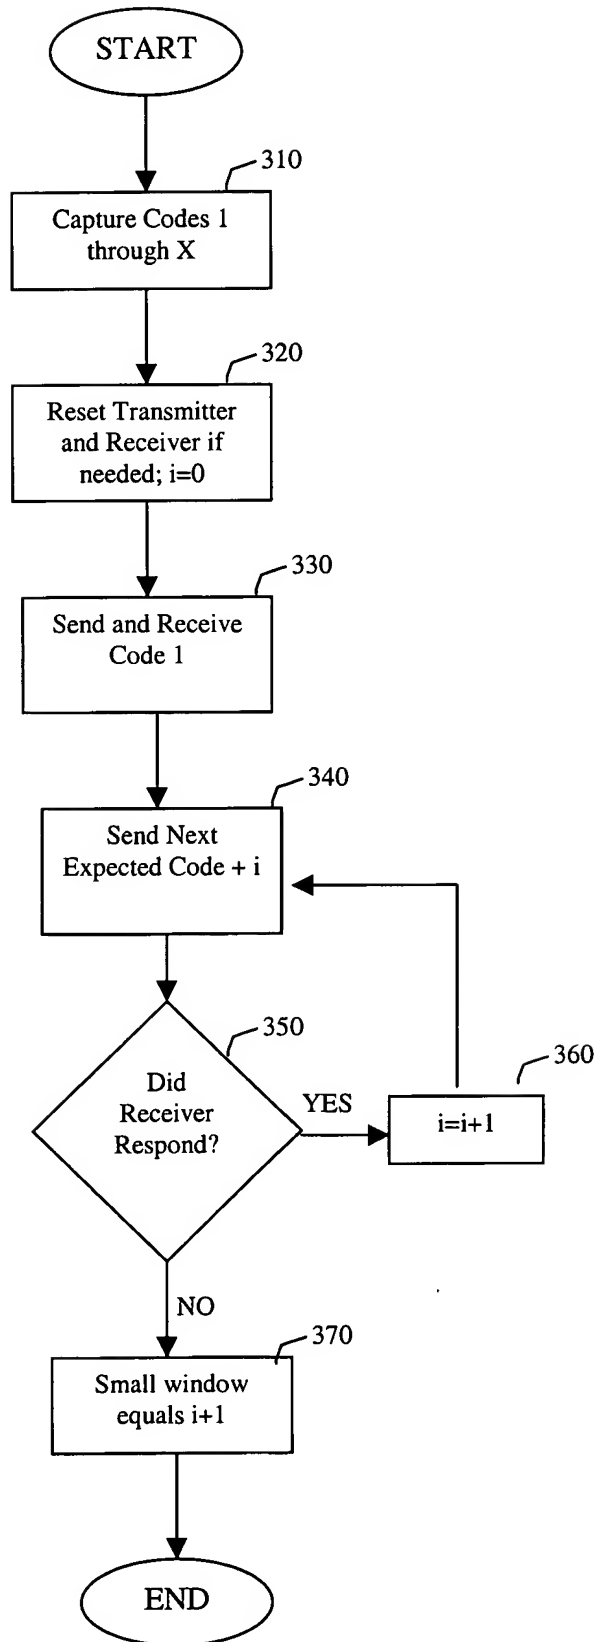 START
310
Capture Codes 1
through X
320
Reset Transmitter
and Receiver if
needed; i=0
330
Send and Receive
Code 1
340
Send Next
Expected Code + i
350
Did
Receiver
Respond?
YES
360
i=i+1
NO
370
Small window
equals i+1
END